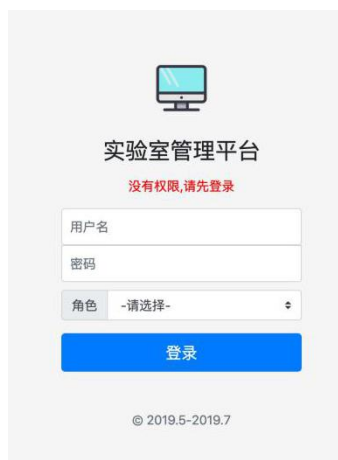 实验室管理平台
没有权限,请先登录
用户名
密码
角色 -请选择-
登录
© 2019.5-2019.7